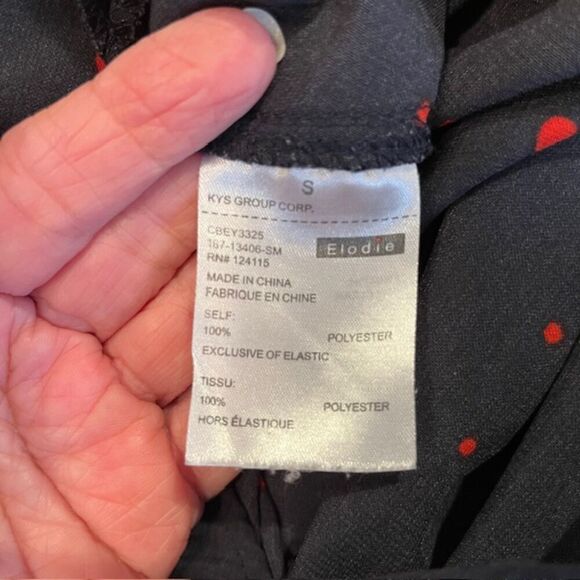 S
KYS GROUP CORP.
CBEY3325
167-13406-SM
RN# 124115
Elodie
MADE IN CHINA
FABRIQUE EN CHINE
SELF:
100% POLYESTER
EXCLUSIVE OF ELASTIC
TISSU:
100% POLYESTER
HORS ÉLASTIQUE